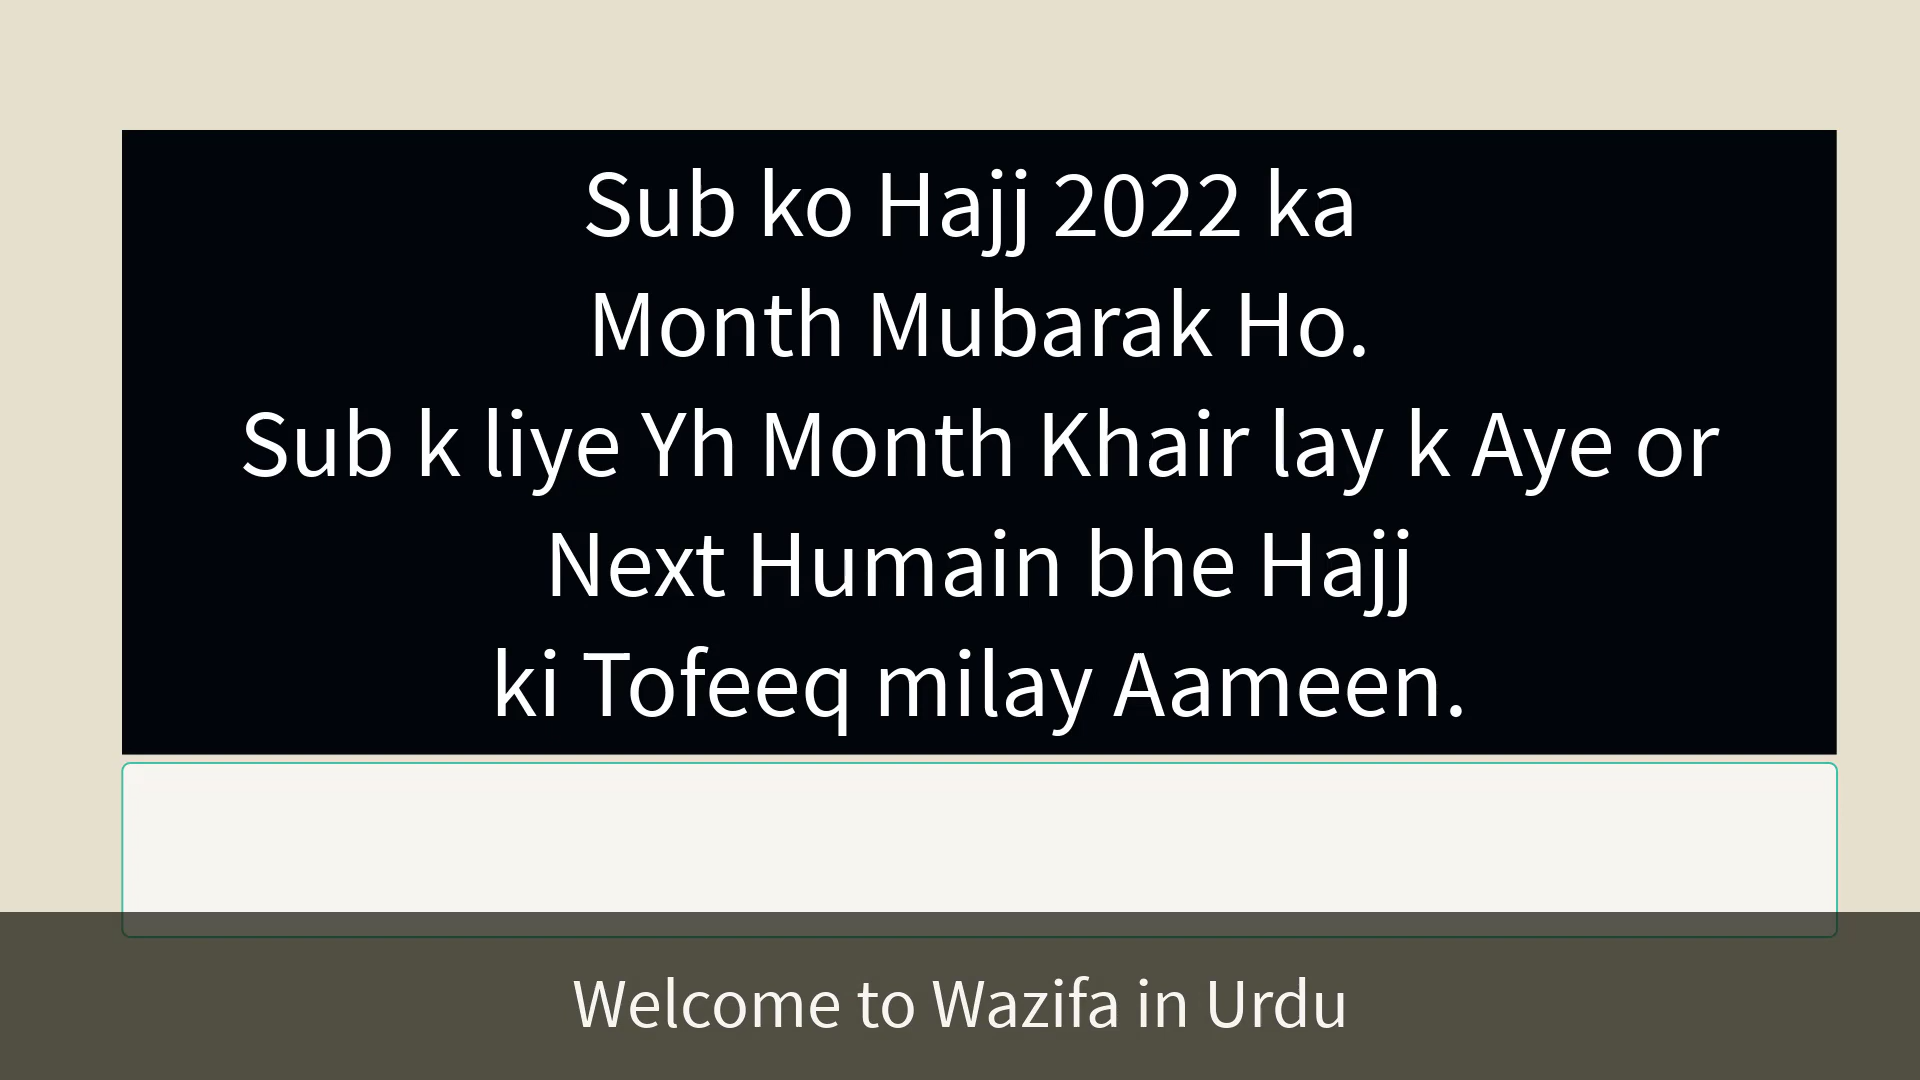 Sub ko Hajj 2022 ka
Month Mubarak Ho.
Sub k liye Yh Month Khair lay k Aye or
Next Humain bhe Hajj
ki Tofeeq milay Aameen.
Welcome to Wazifa in Urdu